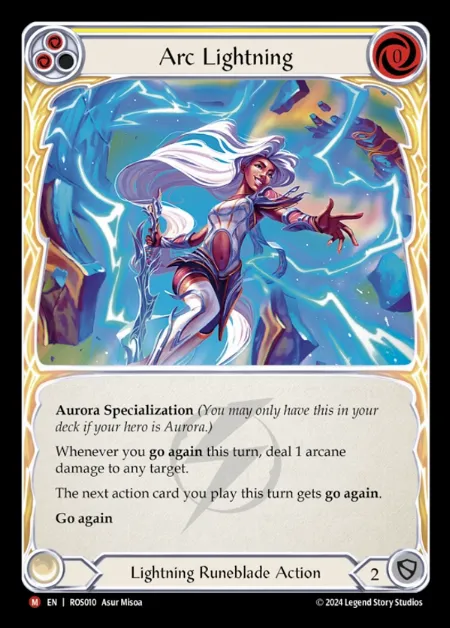 Arc Lightning
0
Aurora Specialization (You may only have this in your
deck if your hero is Aurora.)
Whenever you go again this turn, deal 1 arcane
damage to any target.
The next action card you play this turn gets go again.
Go again
Lightning Runeblade Action
2
M EN | ROS010 Asur Misoa
© 2024 Legend Story Studios